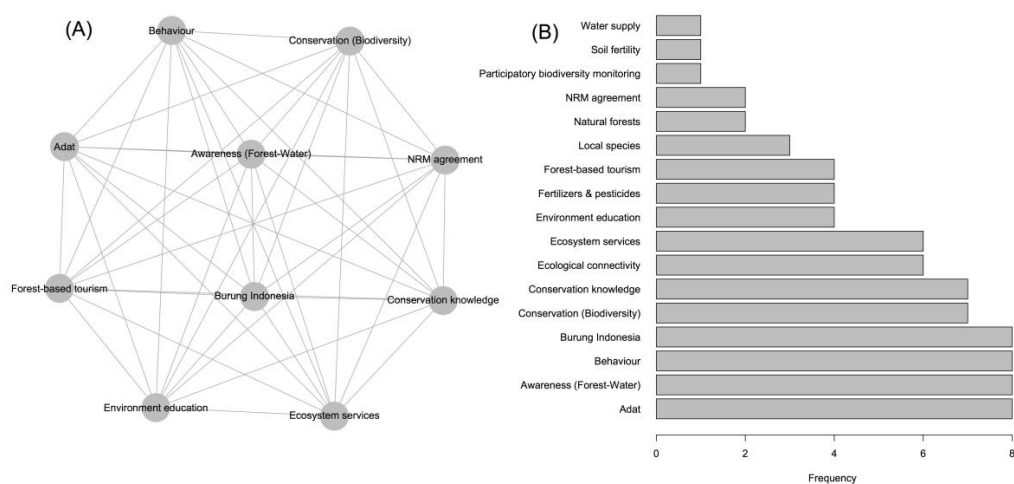 (A)
Behaviour
Conservation (Biodiversity)
Adat
Awareness (Forest-Water)
NRM agreement
Forest-based tourism
Burung Indonesia
Conservation knowledge
Environment education
Ecosystem services
(B)
Water supply
Soil fertility
Participatory biodiversity monitoring
NRM agreement
Natural forests
Local species
Forest-based tourism
Fertilizers & pesticides
Environment education
Ecosystem services
Ecological connectivity
Conservation knowledge
Conservation (Biodiversity)
Burung Indonesia
Behaviour
Awareness (Forest-Water)
Adat
0 2 4 6 8
Frequency